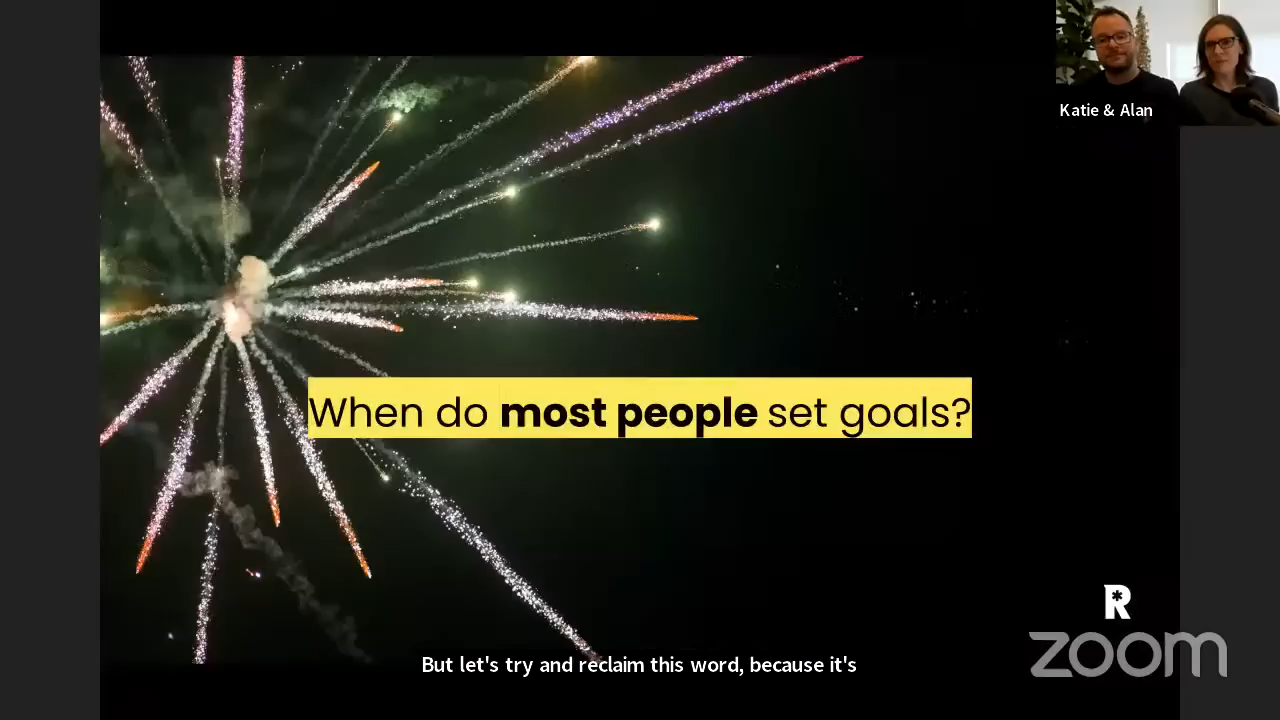 Katie & Alan
When do most people set goals?
R
zoom
But let's try and reclaim this word, because it's